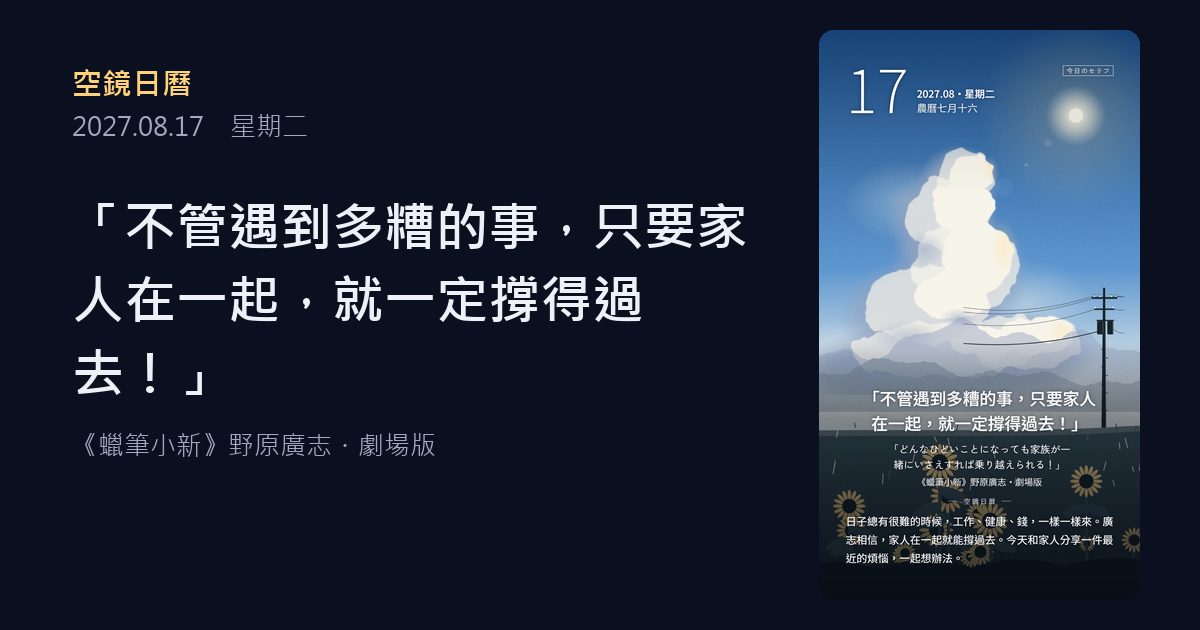 空鏡日曆
2027.08.17 星期二
「不管遇到多糟的事，只要家
人在一起，就一定撐得過
去！」
《蠟筆小新》野原廣志・劇場版
今日のセリフ
17
2027.08・星期二
農曆七月十六
「不管遇到多糟的事，只要家人
在一起，就一定撐得過去！」
「どんなひどいことになっても家族が一
緒にいさえすれば乗り越えられる！」
《蠟筆小新》野原廣志・劇場版
空鏡日曆
日子總有很難的時候，工作、健康、錢，一樣一樣來。廣
志相信，家人在一起就能撐過去。今天和家人分享一件最
近的煩惱，一起想辦法。